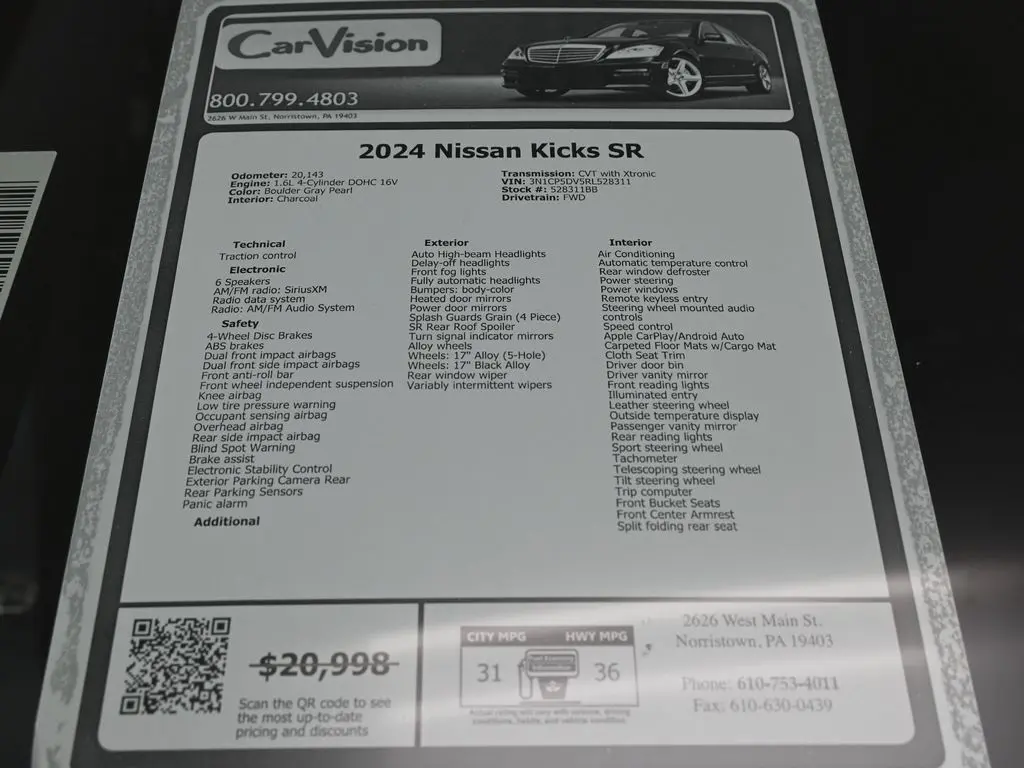 CarVision
800.799.4803
2626 W Main St, Norristown, PA 19403
2024 Nissan Kicks SR
Odometer: 20,143
Engine: 1.6L 4-Cylinder DOHC 16V
Color: Boulder Gray Pearl
Interior: Charcoal
Transmission: CVT with Xtronic
VIN: 3N1CP5DV5RL528311
Stock #: 528311BB
Drivetrain: FWD
Technical
Traction control
Electronic
6 Speakers
AM/FM radio: SiriusXM
Radio data system
Radio: AM/FM Audio System
Safety
4-Wheel Disc Brakes
ABS brakes
Dual front impact airbags
Dual front side impact airbags
Front anti-roll bar
Front wheel independent suspension
Knee airbag
Low tire pressure warning
Occupant sensing airbag
Overhead airbag
Rear side impact airbag
Blind Spot Warning
Brake assist
Electronic Stability Control
Exterior Parking Camera Rear
Rear Parking Sensors
Panic alarm
Additional
Exterior
Auto High-beam Headlights
Delay-off headlights
Front fog lights
Fully automatic headlights
Bumpers: body-color
Heated door mirrors
Power door mirrors
Splash Guards Grain (4 Piece)
SR Rear Roof Spoiler
Turn signal indicator mirrors
Alloy wheels
Wheels: 17" Alloy (5-Hole)
Wheels: 17" Black Alloy
Rear window wiper
Variably intermittent wipers
Interior
Air Conditioning
Automatic temperature control
Rear window defroster
Power steering
Power windows
Remote keyless entry
Steering wheel mounted audio
controls
Speed control
Apple CarPlay/Android Auto
Carpeted Floor Mats w/Cargo Mat
Cloth Seat Trim
Driver door bin
Driver vanity mirror
Front reading lights
Illuminated entry
Leather steering wheel
Outside temperature display
Passenger vanity mirror
Rear reading lights
Sport steering wheel
Tachometer
Telescoping steering wheel
Tilt steering wheel
Trip computer
Front Bucket Seats
Front Center Armrest
Split folding rear seat
$20,998
Scan the QR code to see
the most up-to-date
pricing and discounts
CITY MPG
HWY MPG
Fuel Economy
Information
31
36
Actual rating will vary with options, driving
conditions, habits, and vehicle condition.
2626 West Main St.
Norristown, PA 19403
Phone: 610-753-4011
Fax: 610-630-0439